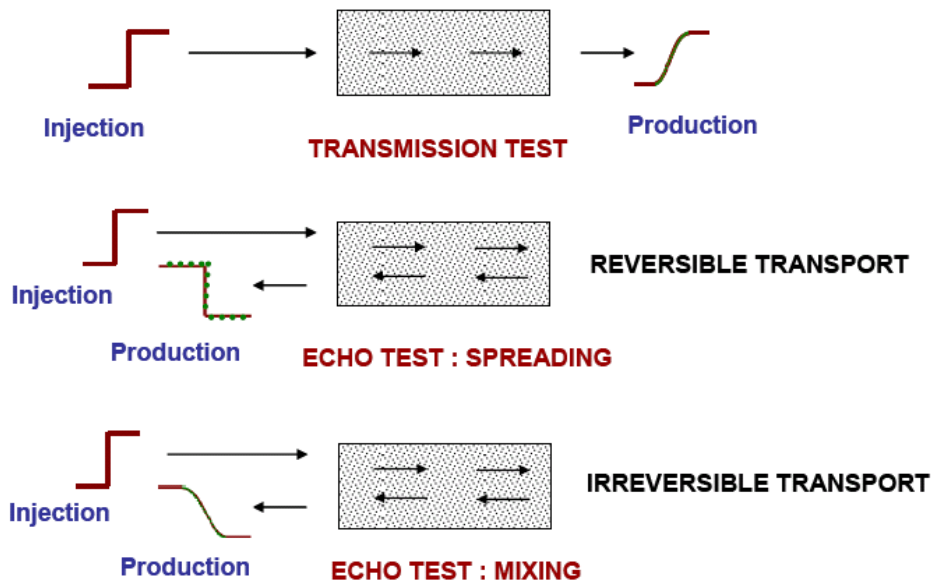 Injection
Production
TRANSMISSION TEST
REVERSIBLE TRANSPORT
Injection
Production
ECHO TEST : SPREADING
IRREVERSIBLE TRANSPORT
Injection
Production
ECHO TEST : MIXING